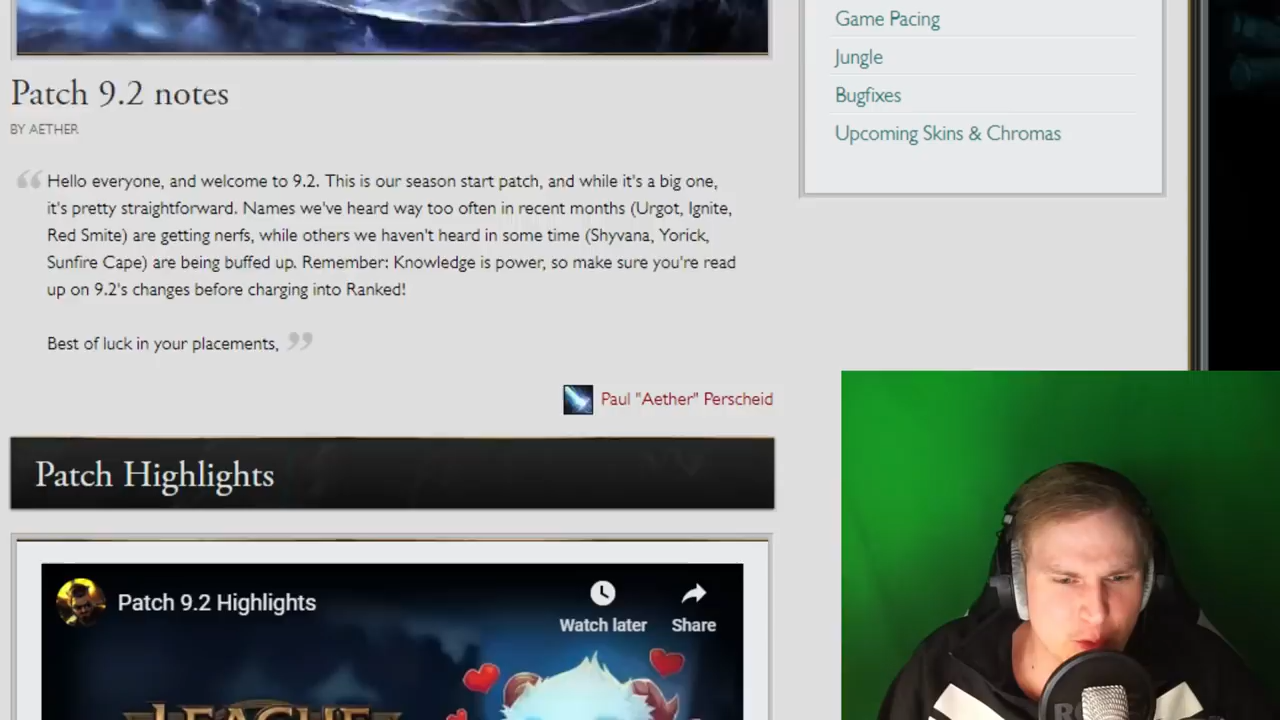 Game Pacing
Jungle
Bugfixes
Upcoming Skins & Chromas
Patch 9.2 notes
BY AETHER
Hello everyone, and welcome to 9.2. This is our season start patch, and while it's a big one,
it's pretty straightforward. Names we've heard way too often in recent months (Urgot, Ignite,
Red Smite) are getting nerfs, while others we haven't heard in some time (Shyvana, Yorick,
Sunfire Cape) are being buffed up. Remember: Knowledge is power, so make sure you're read
up on 9.2's changes before charging into Ranked!
Best of luck in your placements,
Paul "Aether" Perscheid
Patch Highlights
Patch 9.2 Highlights
Watch later
Share
LEAGUE